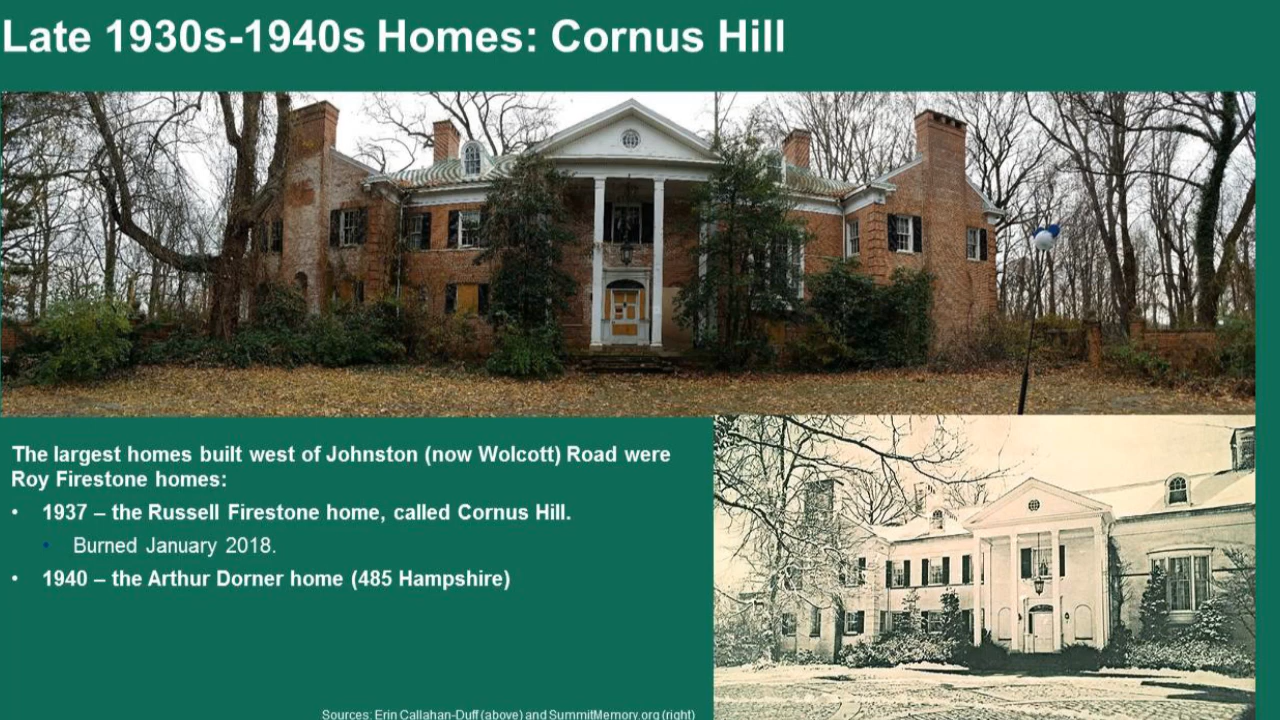 Late 1930s-1940s Homes: Cornus Hill
The largest homes built west of Johnston (now Wolcott) Road were
Roy Firestone homes:
• 1937 – the Russell Firestone home, called Cornus Hill.
• Burned January 2018.
• 1940 – the Arthur Dorner home (485 Hampshire)
Sources: Erin Callahan-Duff (above) and SummitMemory.org (right)